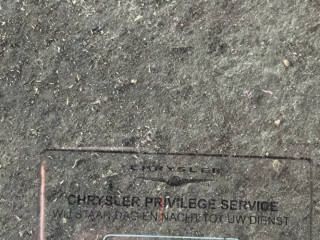 CHRYSLER
CHRYSLER PRIVILEGE SERVICE
WIJ STAAN DAG EN NACHT TOT UW DIENST